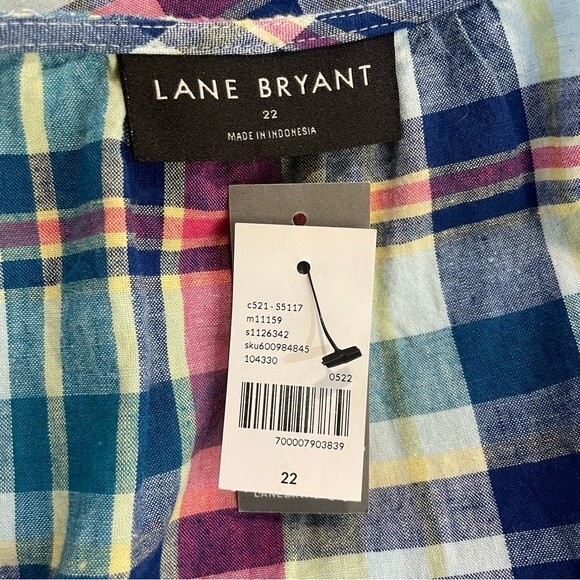 LANE BRYANT
22
MADE IN INDONESIA
c521 - S5117
m11159
s1126342
sku600984845
104330
0522
700007903839
22